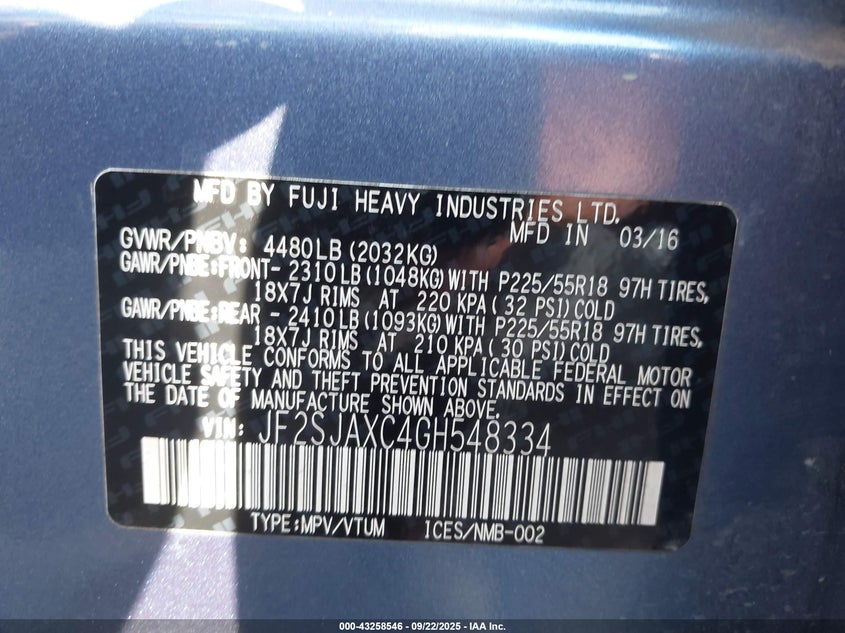 MFD BY FUJI HEAVY INDUSTRIES LTD.
MFD IN 03/16
GVWR/PNBV: 4480LB(2032KG)
GAWR/PNBE:FRONT- 2310LB(1048KG)WITH P225/55R18 97H TIRES,
18X7J RIMS AT 220 KPA(32 PSI)COLD
GAWR/PNBE:REAR - 2410LB(1093KG)WITH P225/55R18 97H TIRES,
18X7J RIMS AT 210 KPA(30 PSI)COLD
THIS VEHICLE CONFORMS TO ALL APPLICABLE FEDERAL MOTOR
VEHICLE SAFETY AND THEFT PREVENTION STANDARDS IN EFFECT ON
THE DATE OF MANUFACTURE SHOWN ABOVE.
VIN: JF2SJAXC4GH548334
TYPE:MPV/VTUM ICES/NMB-002
000-43258546 - 09/22/2025 - IAA Inc.